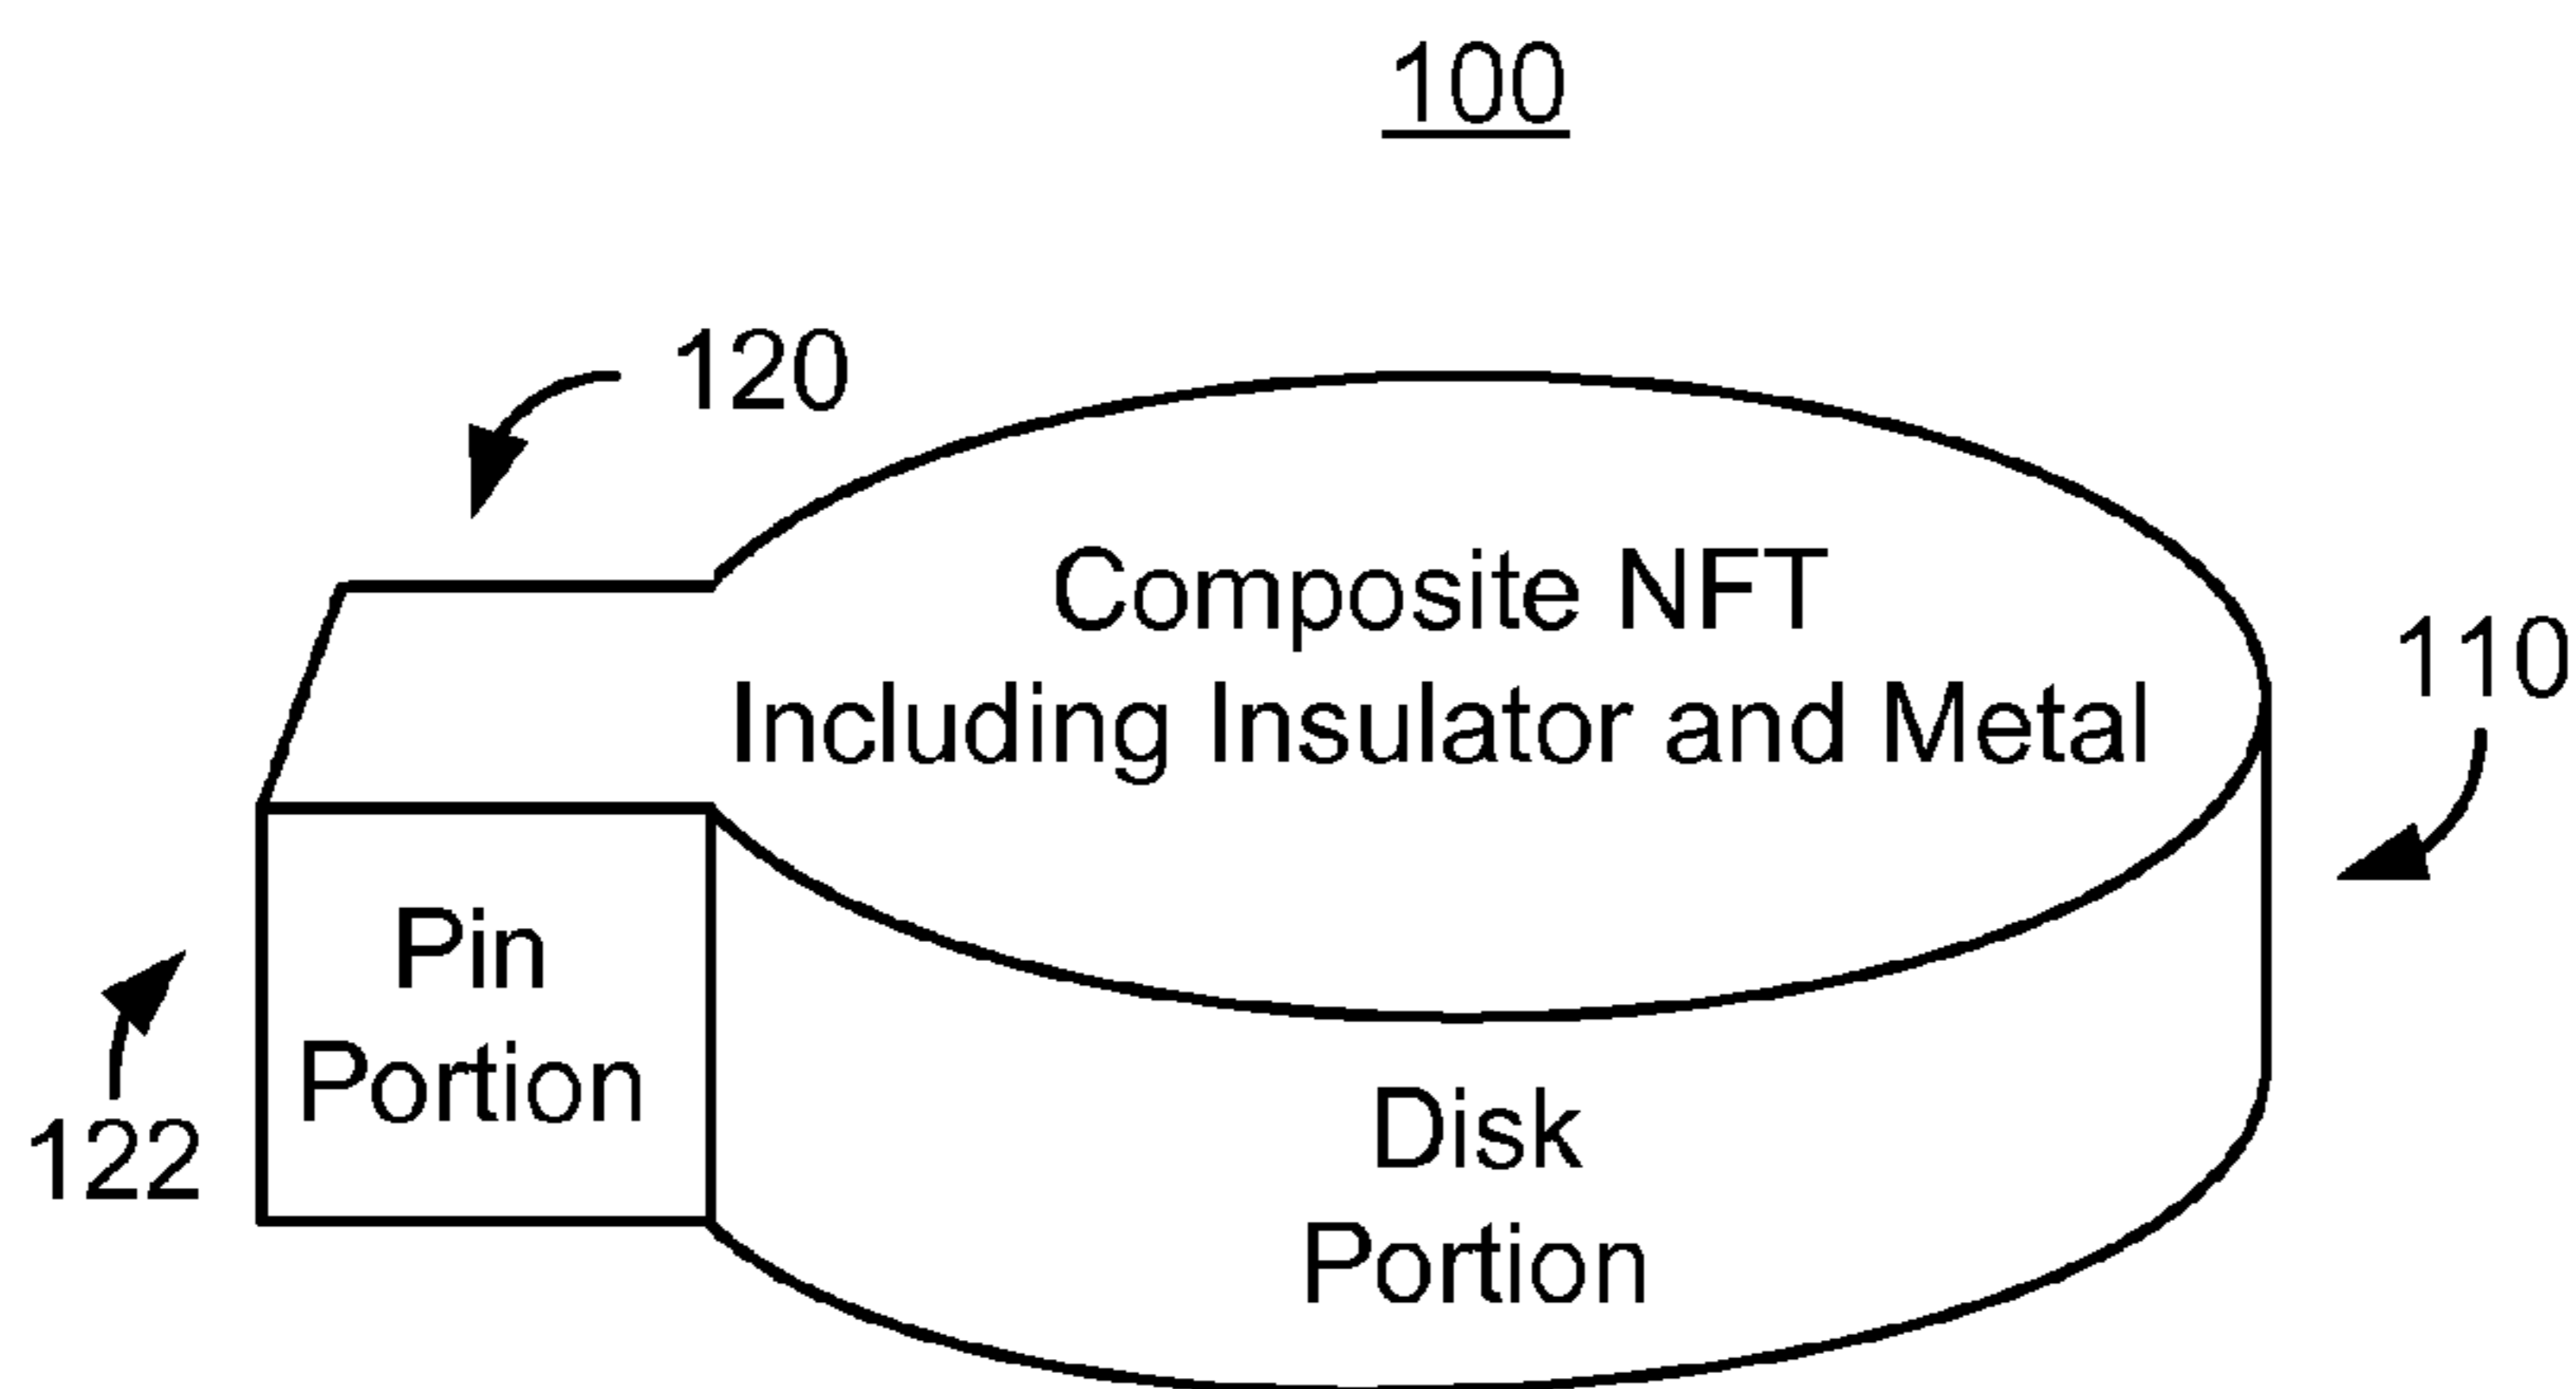 100
120
Composite NFT
Including Insulator and Metal
110
Pin
Portion
122
Disk
Portion